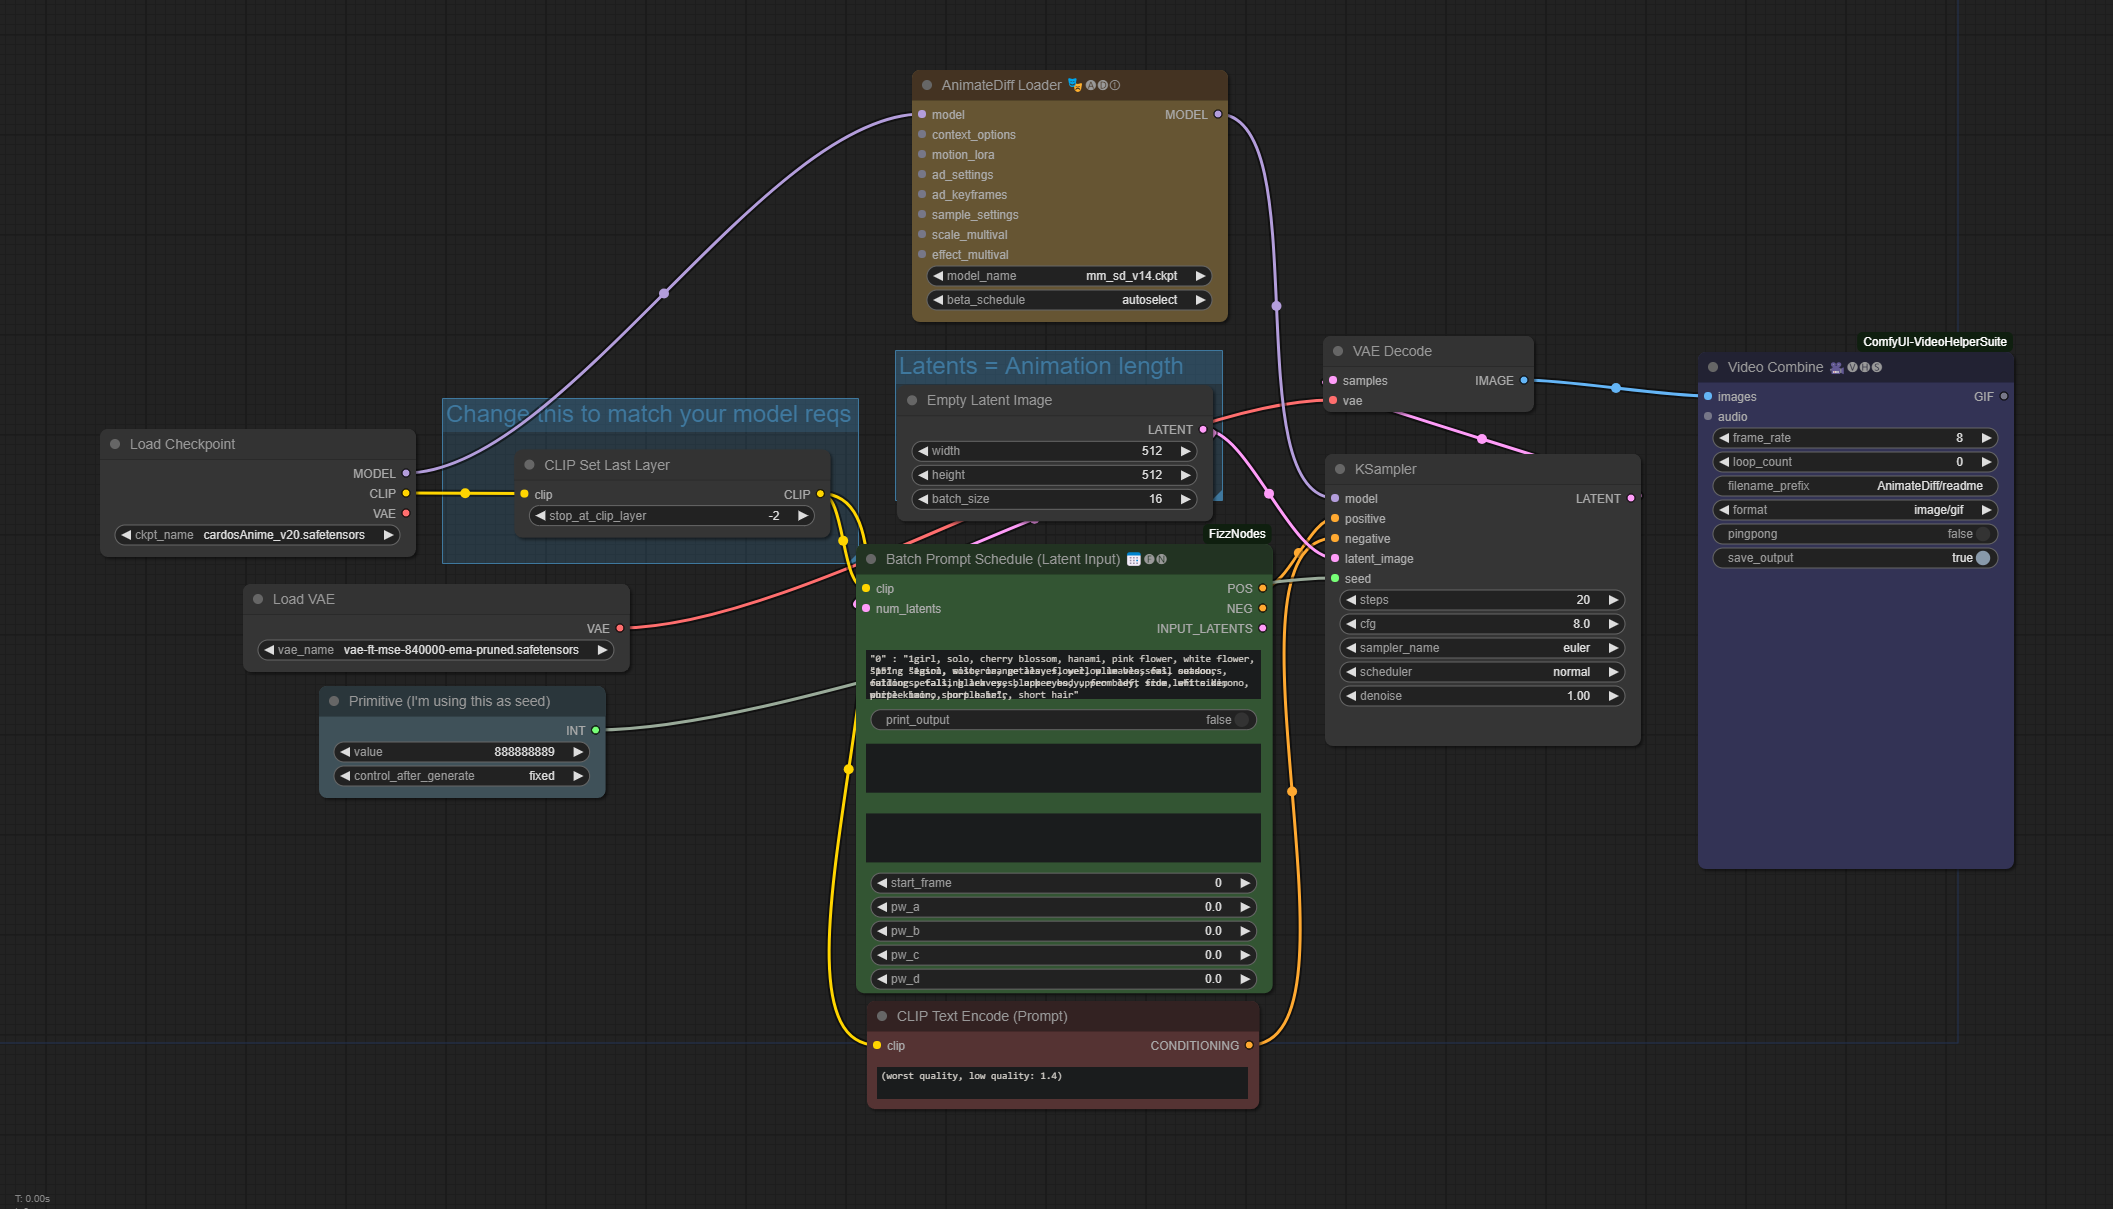 AnimateDiff Loader 🎭🅐🅓ⓘ
model MODEL
context_options
motion_lora
ad_settings
ad_keyframes
sample_settings
scale_multival
effect_multival
model_name mm_sd_v14.ckpt
beta_schedule autoselect
Load Checkpoint
MODEL
CLIP
VAE
ckpt_name cardosAnime_v20.safetensors
Change this to match your model reqs
CLIP Set Last Layer
clip CLIP
stop_at_clip_layer -2
Latents = Animation length
Empty Latent Image
LATENT
width 512
height 512
batch_size 16
Load VAE
VAE
vae_name vae-ft-mse-840000-ema-pruned.safetensors
Primitive (I'm using this as seed)
INT
value 888888889
control_after_generate fixed
FizzNodes
Batch Prompt Schedule (Latent Input) 📅🅕🅝
clip POS
num_latents NEG
INPUT_LATENTS
"0" : "1girl, solo, cherry blossom, hanami, pink flower, white flower,
short hair"
print_output false
start_frame 0
pw_a 0.0
pw_b 0.0
pw_c 0.0
pw_d 0.0
CLIP Text Encode (Prompt)
clip CONDITIONING
(worst quality, low quality: 1.4)
VAE Decode
samples IMAGE
vae
KSampler
model LATENT
positive
negative
latent_image
seed
steps 20
cfg 8.0
sampler_name euler
scheduler normal
denoise 1.00
ComfyUI-VideoHelperSuite
Video Combine 🎥🅥🅗🅢
images GIF
audio
frame_rate 8
loop_count 0
filename_prefix AnimateDiff/readme
format image/gif
pingpong false
save_output true
T: 0.00s